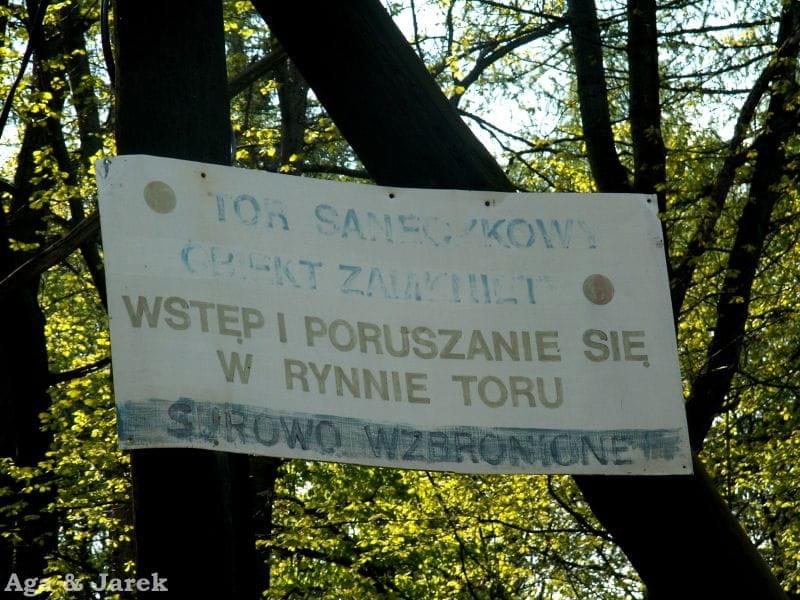 TOR SANECZKOWY
OBIEKT ZAMKNIĘTY
WSTĘP I PORUSZANIE SIĘ
W RYNNIE TORU
SUROWO WZBRONIONE!
Aga & Jarek